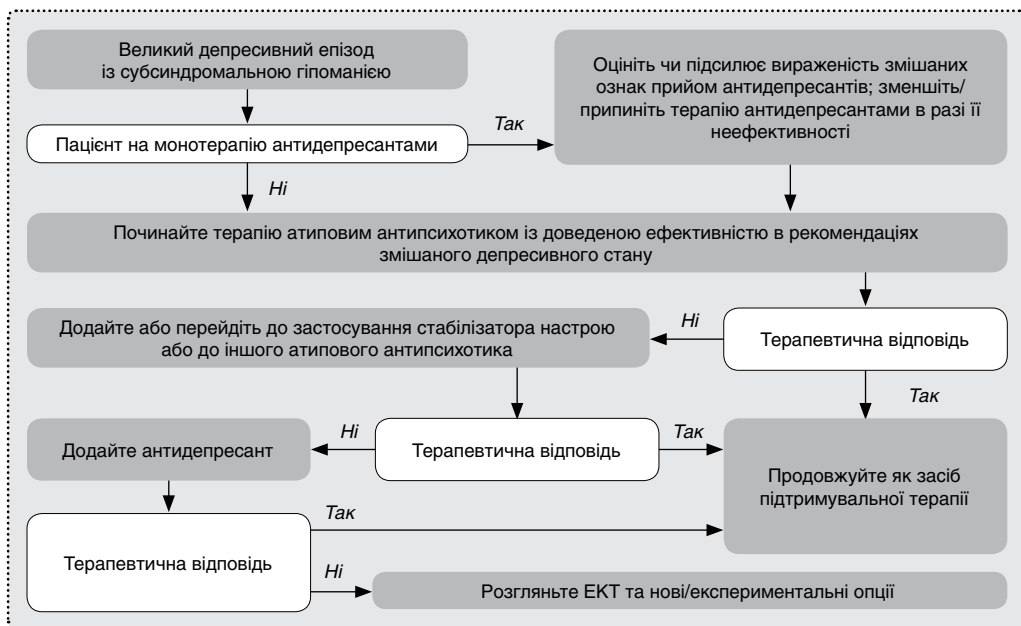 Великий депресивний епізод
із субсиндромальною гіпоманією
Оцініть чи підсилює вираженість змішаних
ознак прийом антидепресантів; зменшіть/
припиніть терапію антидепресантами в разі її
неефективності
Пацієнт на монотерапію антидепресантами
Так
Ні
Починайте терапію атиповим антипсихотиком із доведеною ефективністю в рекомендаціях
змішаного депресивного стану
Додайте або перейдіть до застосування стабілізатора настрою
або до іншого атипового антипсихотика
Ні
Терапевтична відповідь
Так
Додайте антидепресант
Ні
Терапевтична відповідь
Так
Продовжуйте як засіб
підтримувальної терапії
Терапевтична відповідь
Так
Ні
Розгляньте ЕКТ та нові/експериментальні опції